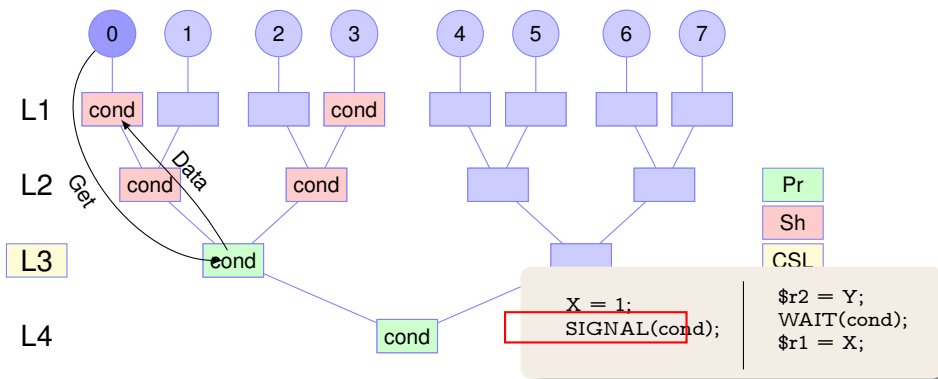 0 1 2 3 4 5 6 7
L1 cond cond
Get Data
L2 cond cond Pr
Sh
L3 cond CSL
X = 1; $r2 = Y;
SIGNAL(cond); WAIT(cond);
$r1 = X;
L4 cond